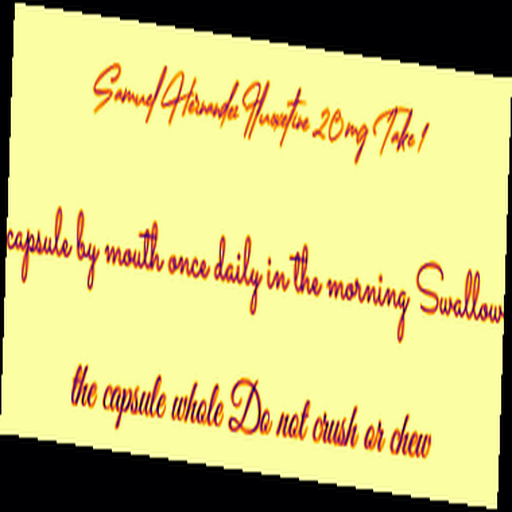 Samuel Hernandez Fluoxetine 20 mg Take 1
capsule by mouth once daily in the morning Swallow
the capsule whole Do not crush or chew